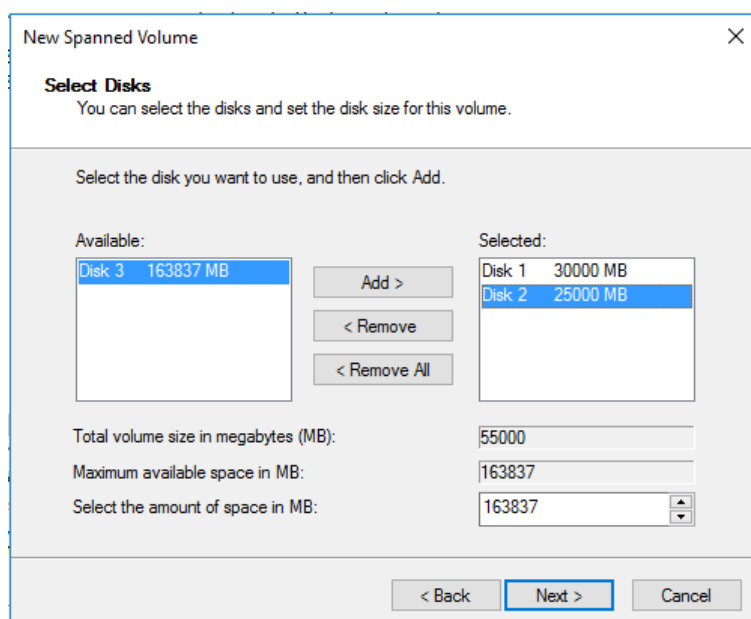 New Spanned Volume
Select Disks
You can select the disks and set the disk size for this volume.
Select the disk you want to use, and then click Add.
Available:
Selected:
Disk 3 163837 MB
Disk 1 30000 MB
Disk 2 25000 MB
Add >
< Remove
< Remove All
Total volume size in megabytes (MB): 55000
Maximum available space in MB: 163837
Select the amount of space in MB: 163837
< Back
Next >
Cancel